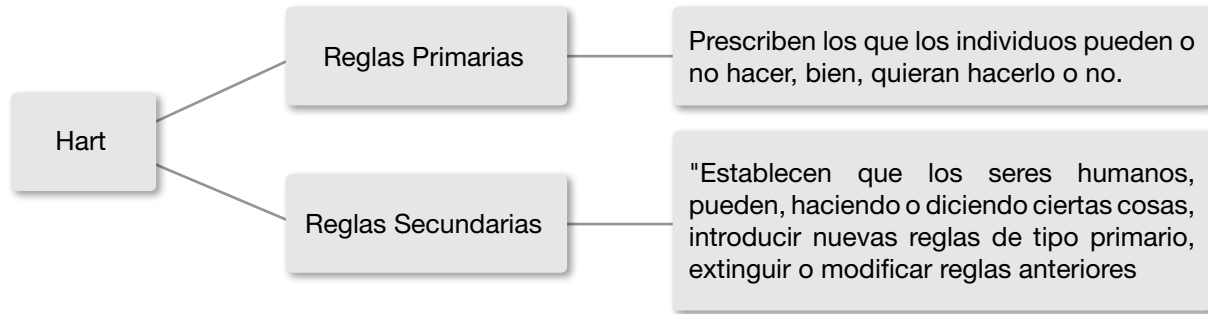 Hart
Reglas Primarias
Prescriben los que los individuos pueden o
no hacer, bien, quieran hacerlo o no.
Reglas Secundarias
"Establecen que los seres humanos,
pueden, haciendo o diciendo ciertas cosas,
introducir nuevas reglas de tipo primario,
extinguir o modificar reglas anteriores